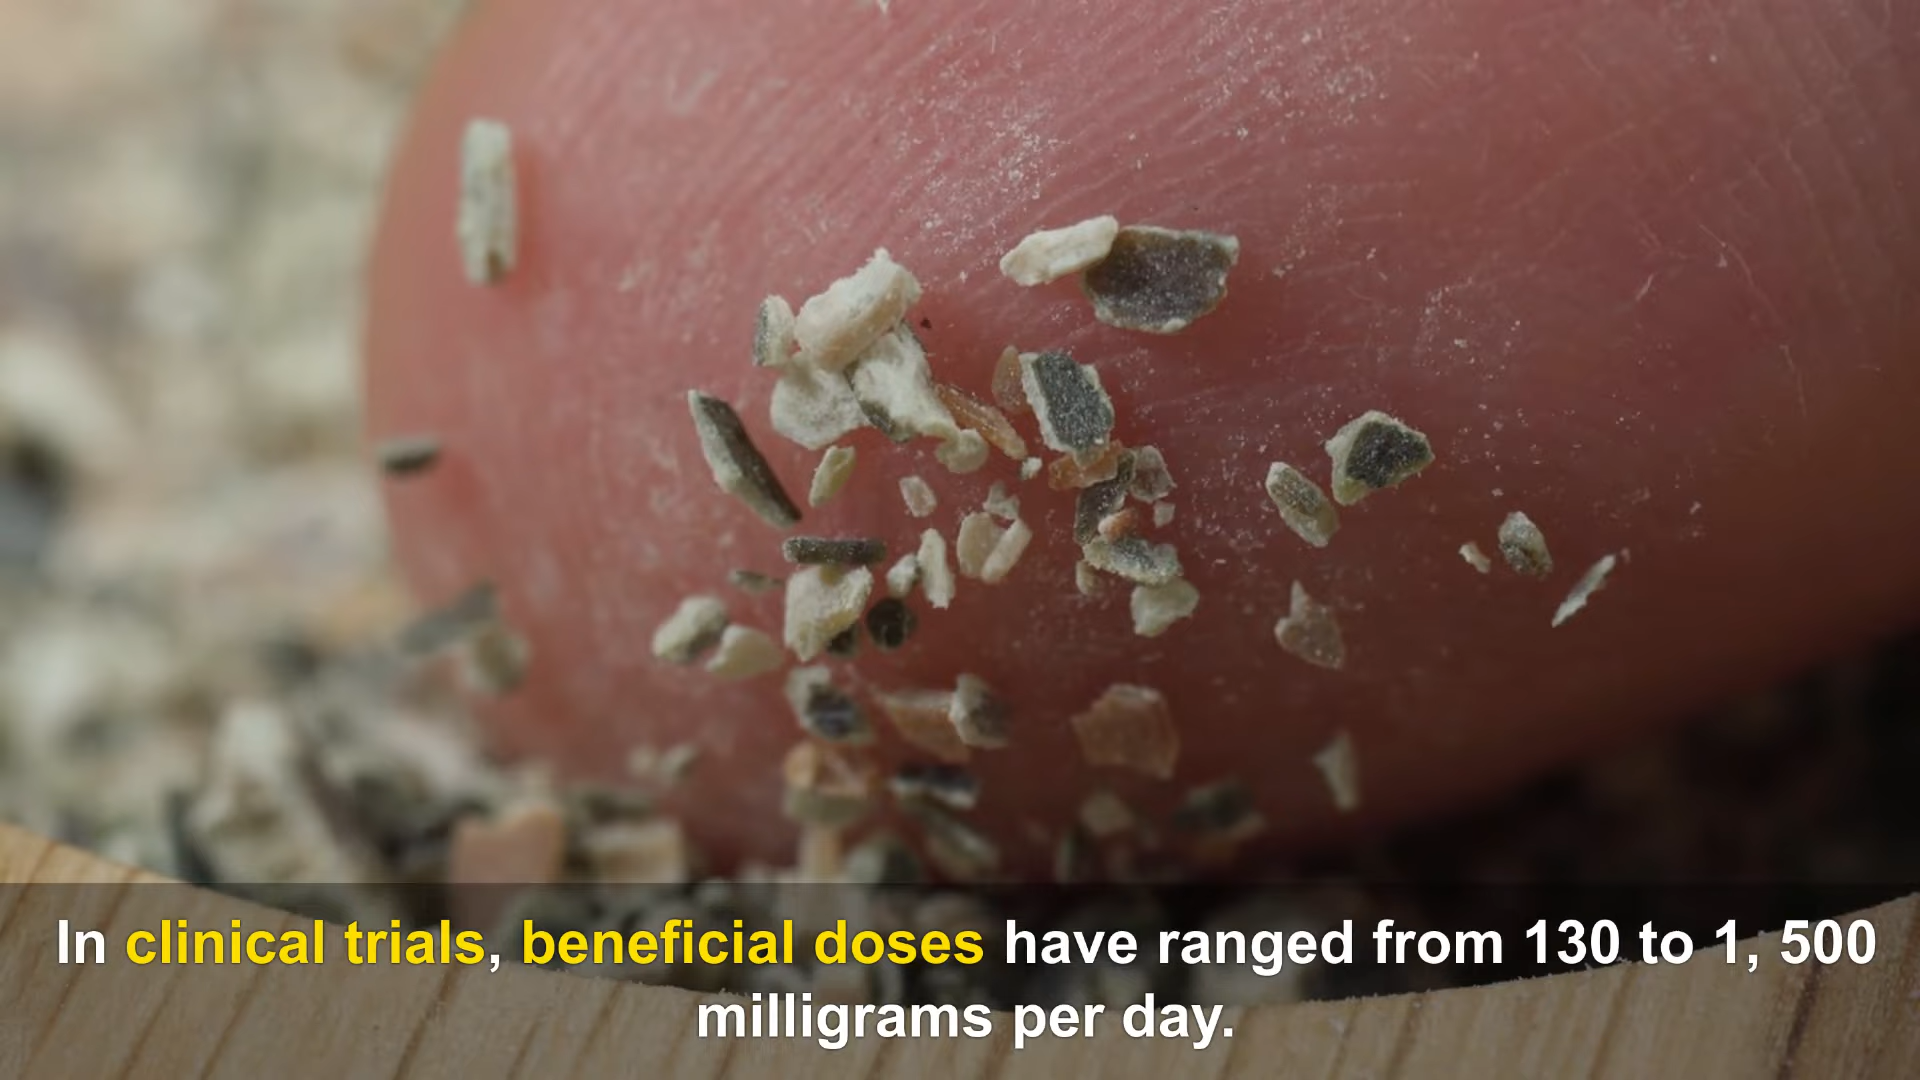 In clinical trials, beneficial doses have ranged from 130 to 1, 500
milligrams per day.